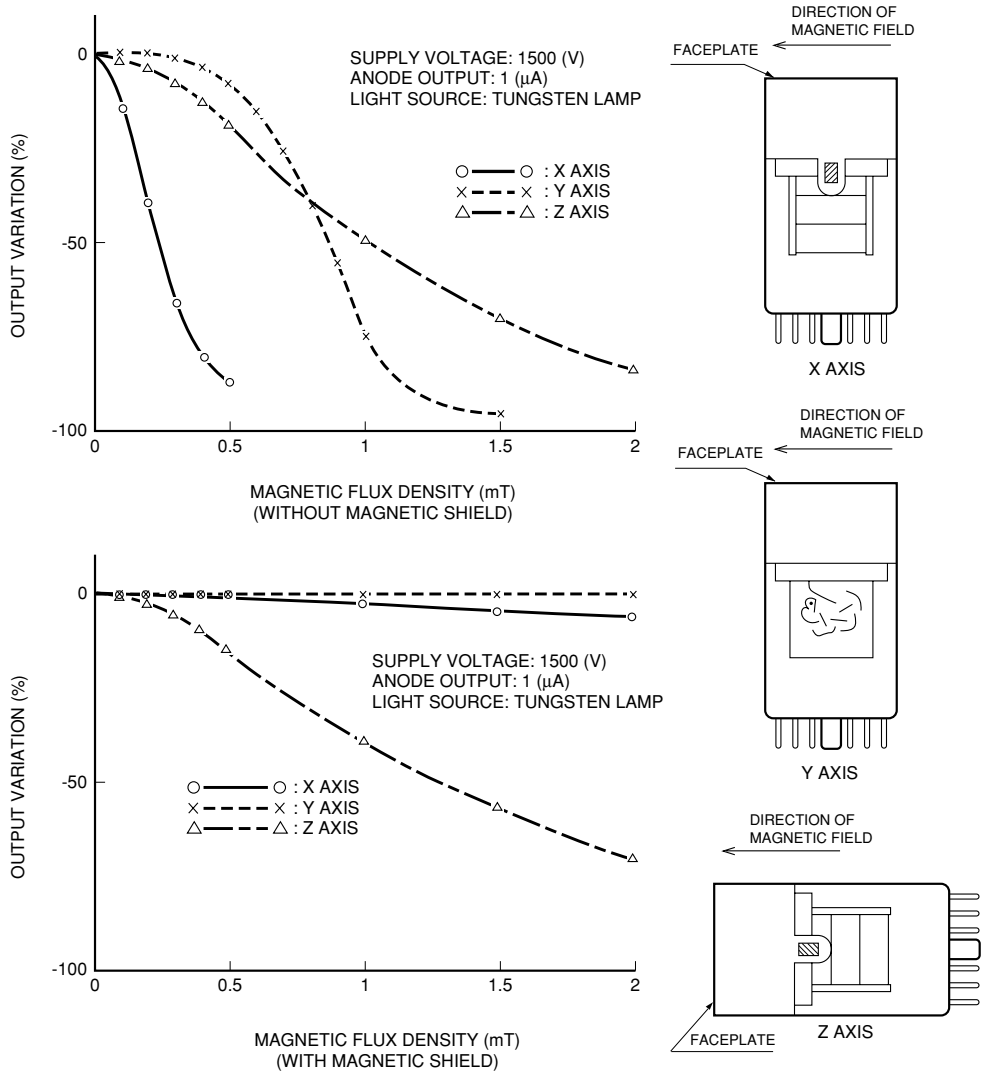 0
-50
-100
0
0.5
1
1.5
2
OUTPUT VARIATION (%)
SUPPLY VOLTAGE: 1500 (V)
ANODE OUTPUT: 1 (μA)
LIGHT SOURCE: TUNGSTEN LAMP
: X AXIS
: Y AXIS
: Z AXIS
MAGNETIC FLUX DENSITY (mT)
(WITHOUT MAGNETIC SHIELD)
DIRECTION OF
MAGNETIC FIELD
FACEPLATE
X AXIS
DIRECTION OF
MAGNETIC FIELD
FACEPLATE
Y AXIS
0
-50
-100
0
0.5
1
1.5
2
OUTPUT VARIATION (%)
SUPPLY VOLTAGE: 1500 (V)
ANODE OUTPUT: 1 (μA)
LIGHT SOURCE: TUNGSTEN LAMP
: X AXIS
: Y AXIS
: Z AXIS
MAGNETIC FLUX DENSITY (mT)
(WITH MAGNETIC SHIELD)
DIRECTION OF
MAGNETIC FIELD
Z AXIS
FACEPLATE